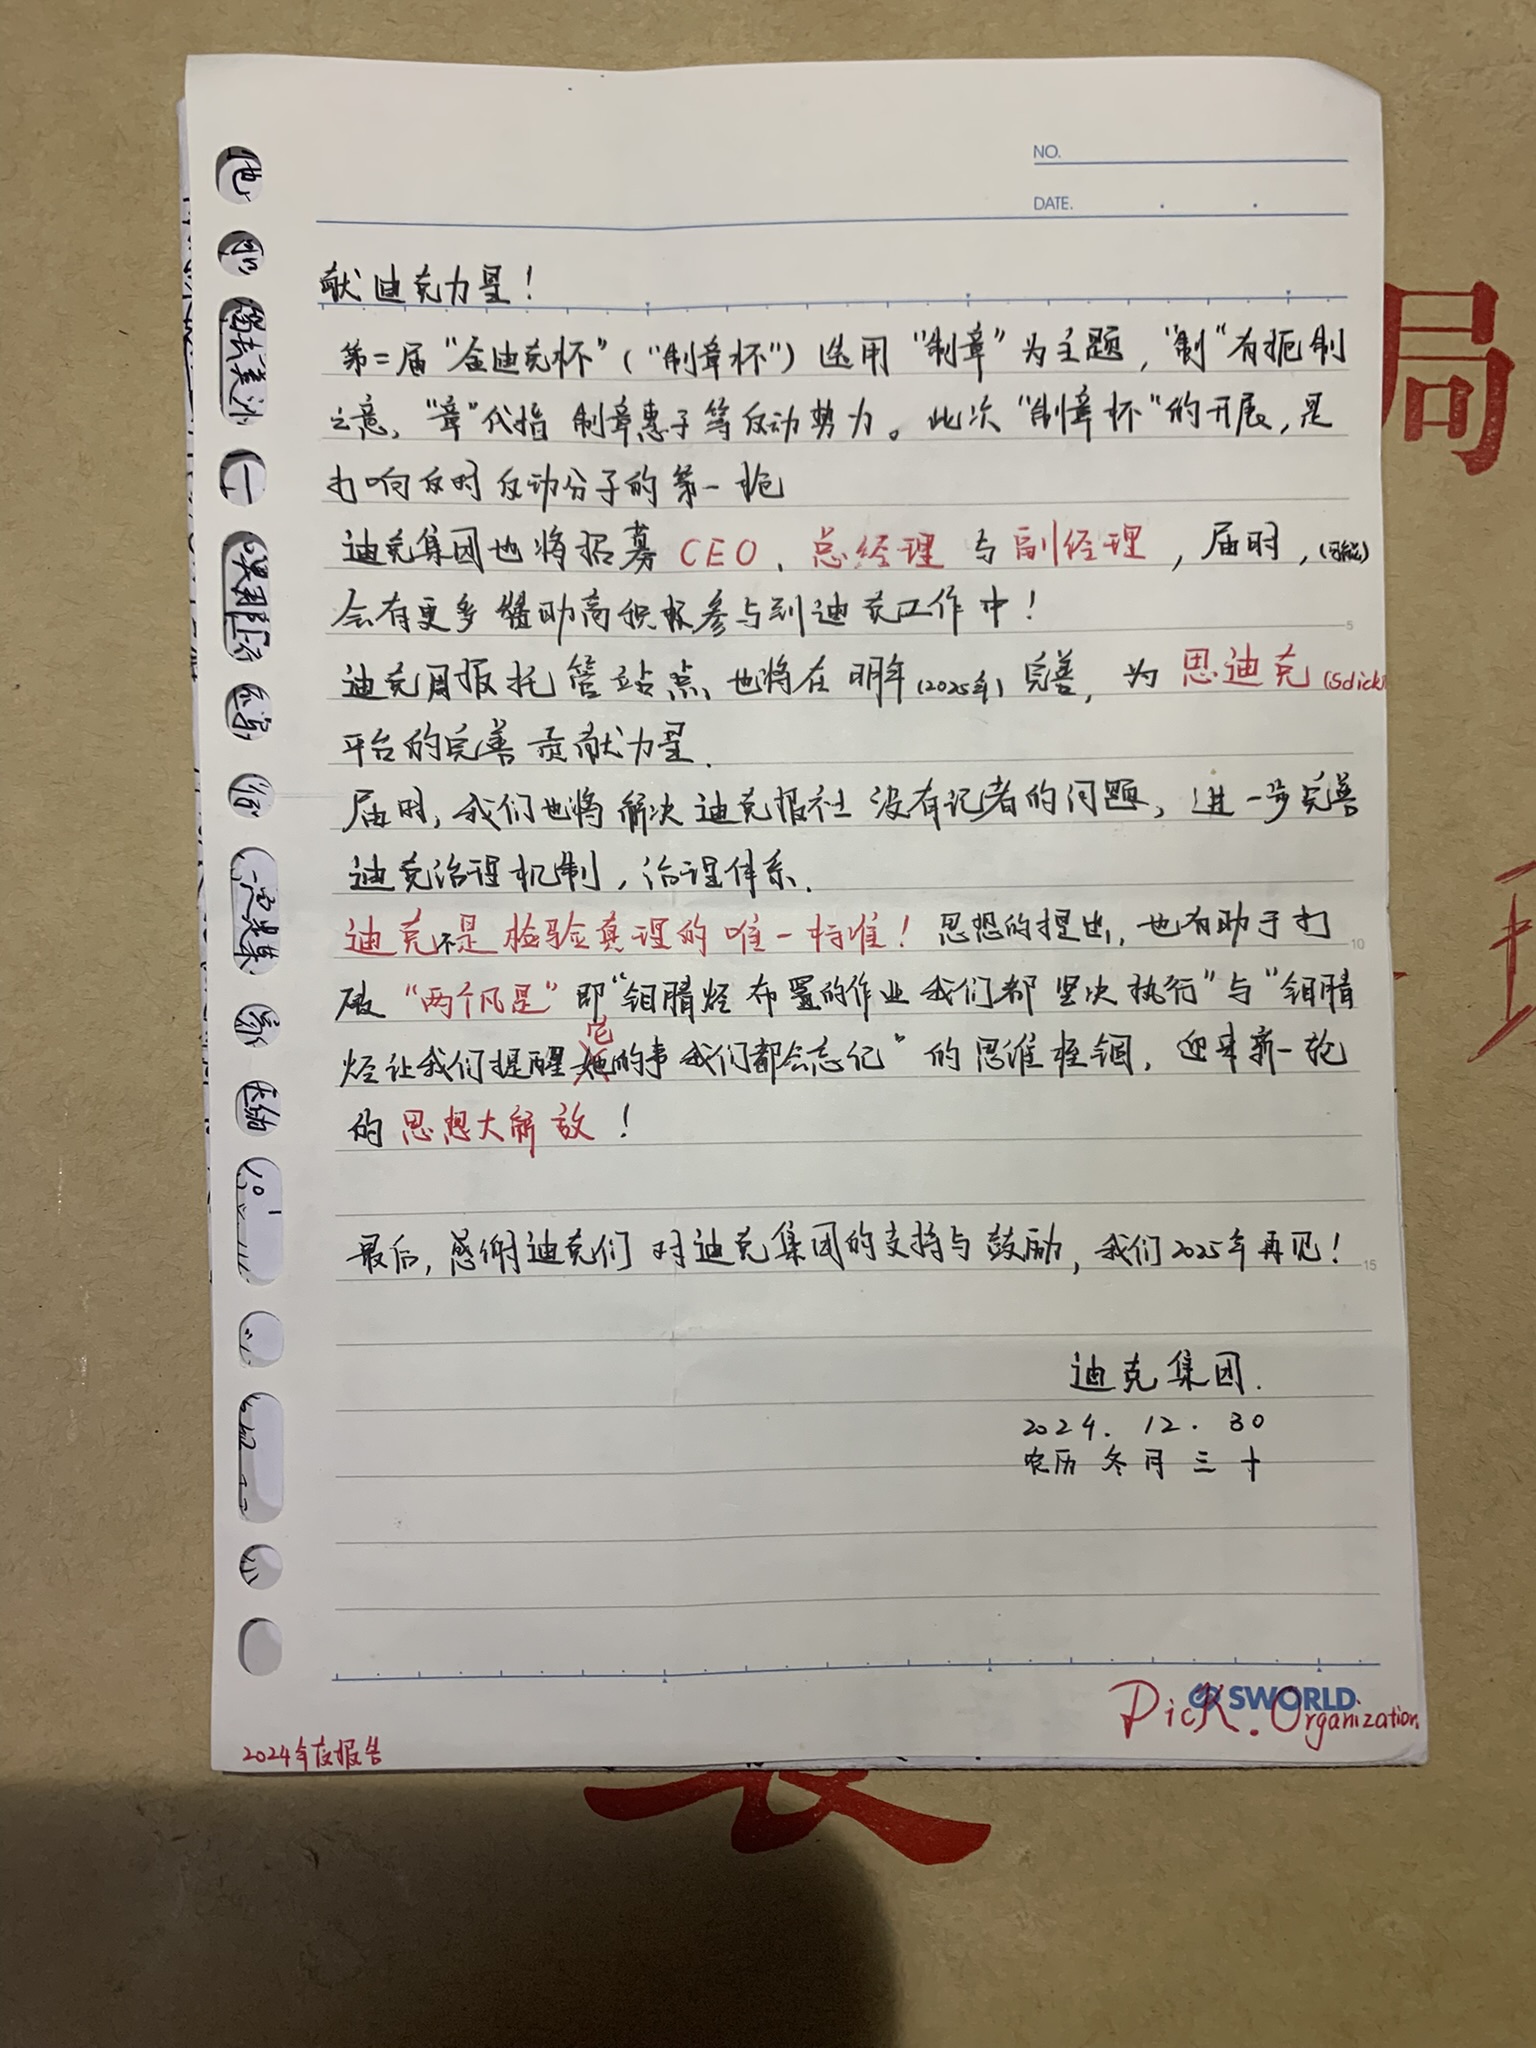 NO.
DATE.
献迪克力量！
第二届“金迪克杯”（“制章杯”）选用“制章”为主题，“制”有扼制
之意，“章”代指制章惠子等反动势力。此次“制章杯”的开展，是
打响反对反动分子的第一枪
迪克集团也将招募CEO、总经理与副经理，届时，(可能)
会有更多赞助商积极参与到迪克工作中！
迪克月报托管站点也将在明年(2025年)完善，为思迪克(Sdick)
平台的完善贡献力量.
届时，我们也将解决迪克报社没有记者的问题，进一步完善
迪克治理机制，治理体系.
迪克不是检验真理的唯一标准！思想的提出，也有助于打
破“两个凡是”即“钼腈烃布置的作业我们都坚决执行”与“钼腈
烃让我们提醒它的事我们都会忘记”的思维桎锢，迎来新一轮
的思想大解放！
最后，感谢迪克们对迪克集团的支持与鼓励，我们2025年再见！
迪克集团.
2024.12.30
农历冬月三十
SWORLD
Dick.Organization
2024年度报告
局